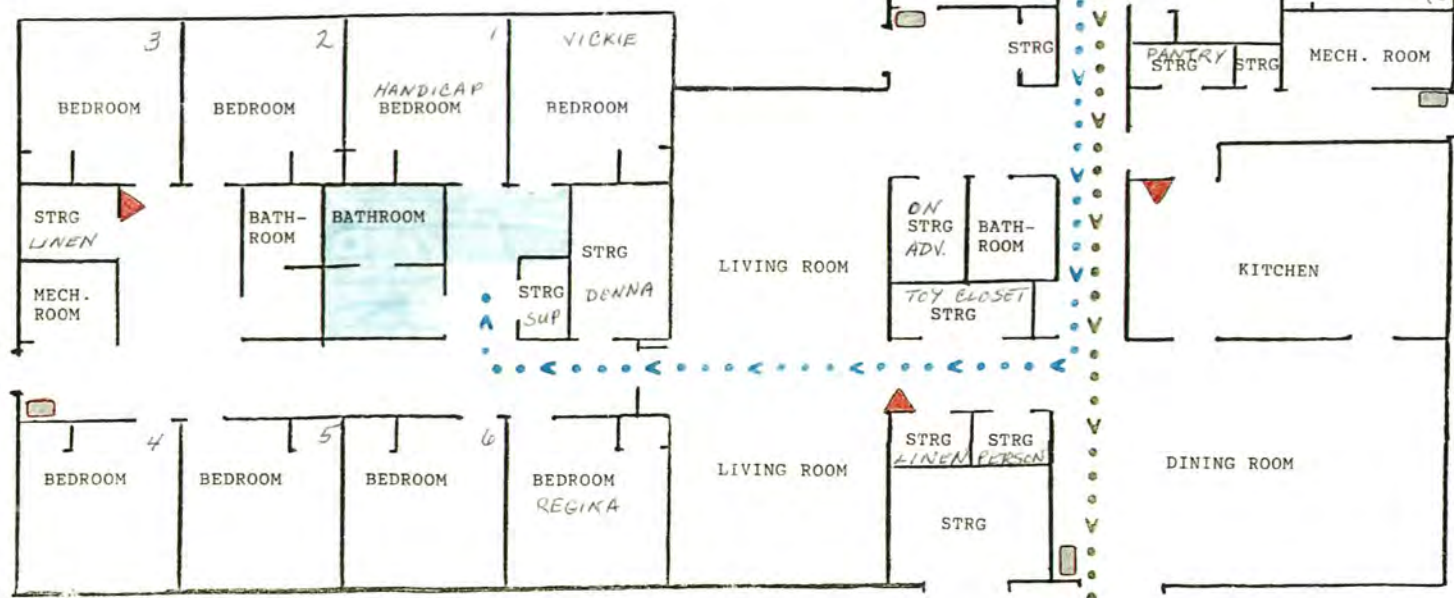 3
2
1
VICKIE
HANDICAP
BEDROOM
BEDROOM
BEDROOM
BEDROOM
STRG
PANTRY
STRG
STRG
MECH. ROOM
STRG
LINEN
BATH-
ROOM
BATHROOM
STRG
DENNA
MECH.
ROOM
STRG
SUP
LIVING ROOM
ON
STRG
ADV.
BATH-
ROOM
TOY CLOSET
STRG
KITCHEN
4
5
6
BEDROOM
BEDROOM
BEDROOM
BEDROOM
REGINA
LIVING ROOM
STRG
LINEN
STRG
PERSON
STRG
DINING ROOM